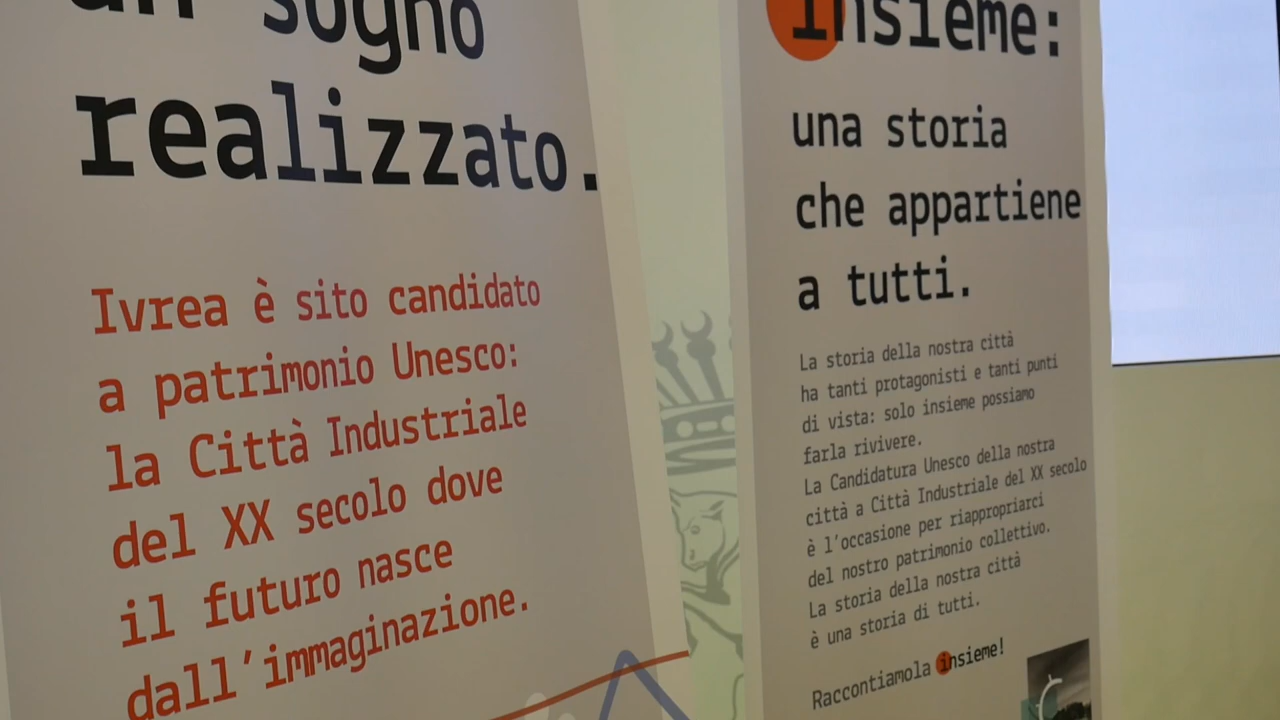 un sogno
realizzato.
Ivrea è sito candidato
a patrimonio Unesco:
la Città Industriale
del XX secolo dove
il futuro nasce
dall'immaginazione.
insieme:
una storia
che appartiene
a tutti.
La storia della nostra città
ha tanti protagonisti e tanti punti
di vista: solo insieme possiamo
farla rivivere.
La Candidatura Unesco della nostra
città a Città Industriale del XX secolo
è l'occasione per riappropriarci
del nostro patrimonio collettivo.
La storia della nostra città
è una storia di tutti.
Raccontiamola insieme!